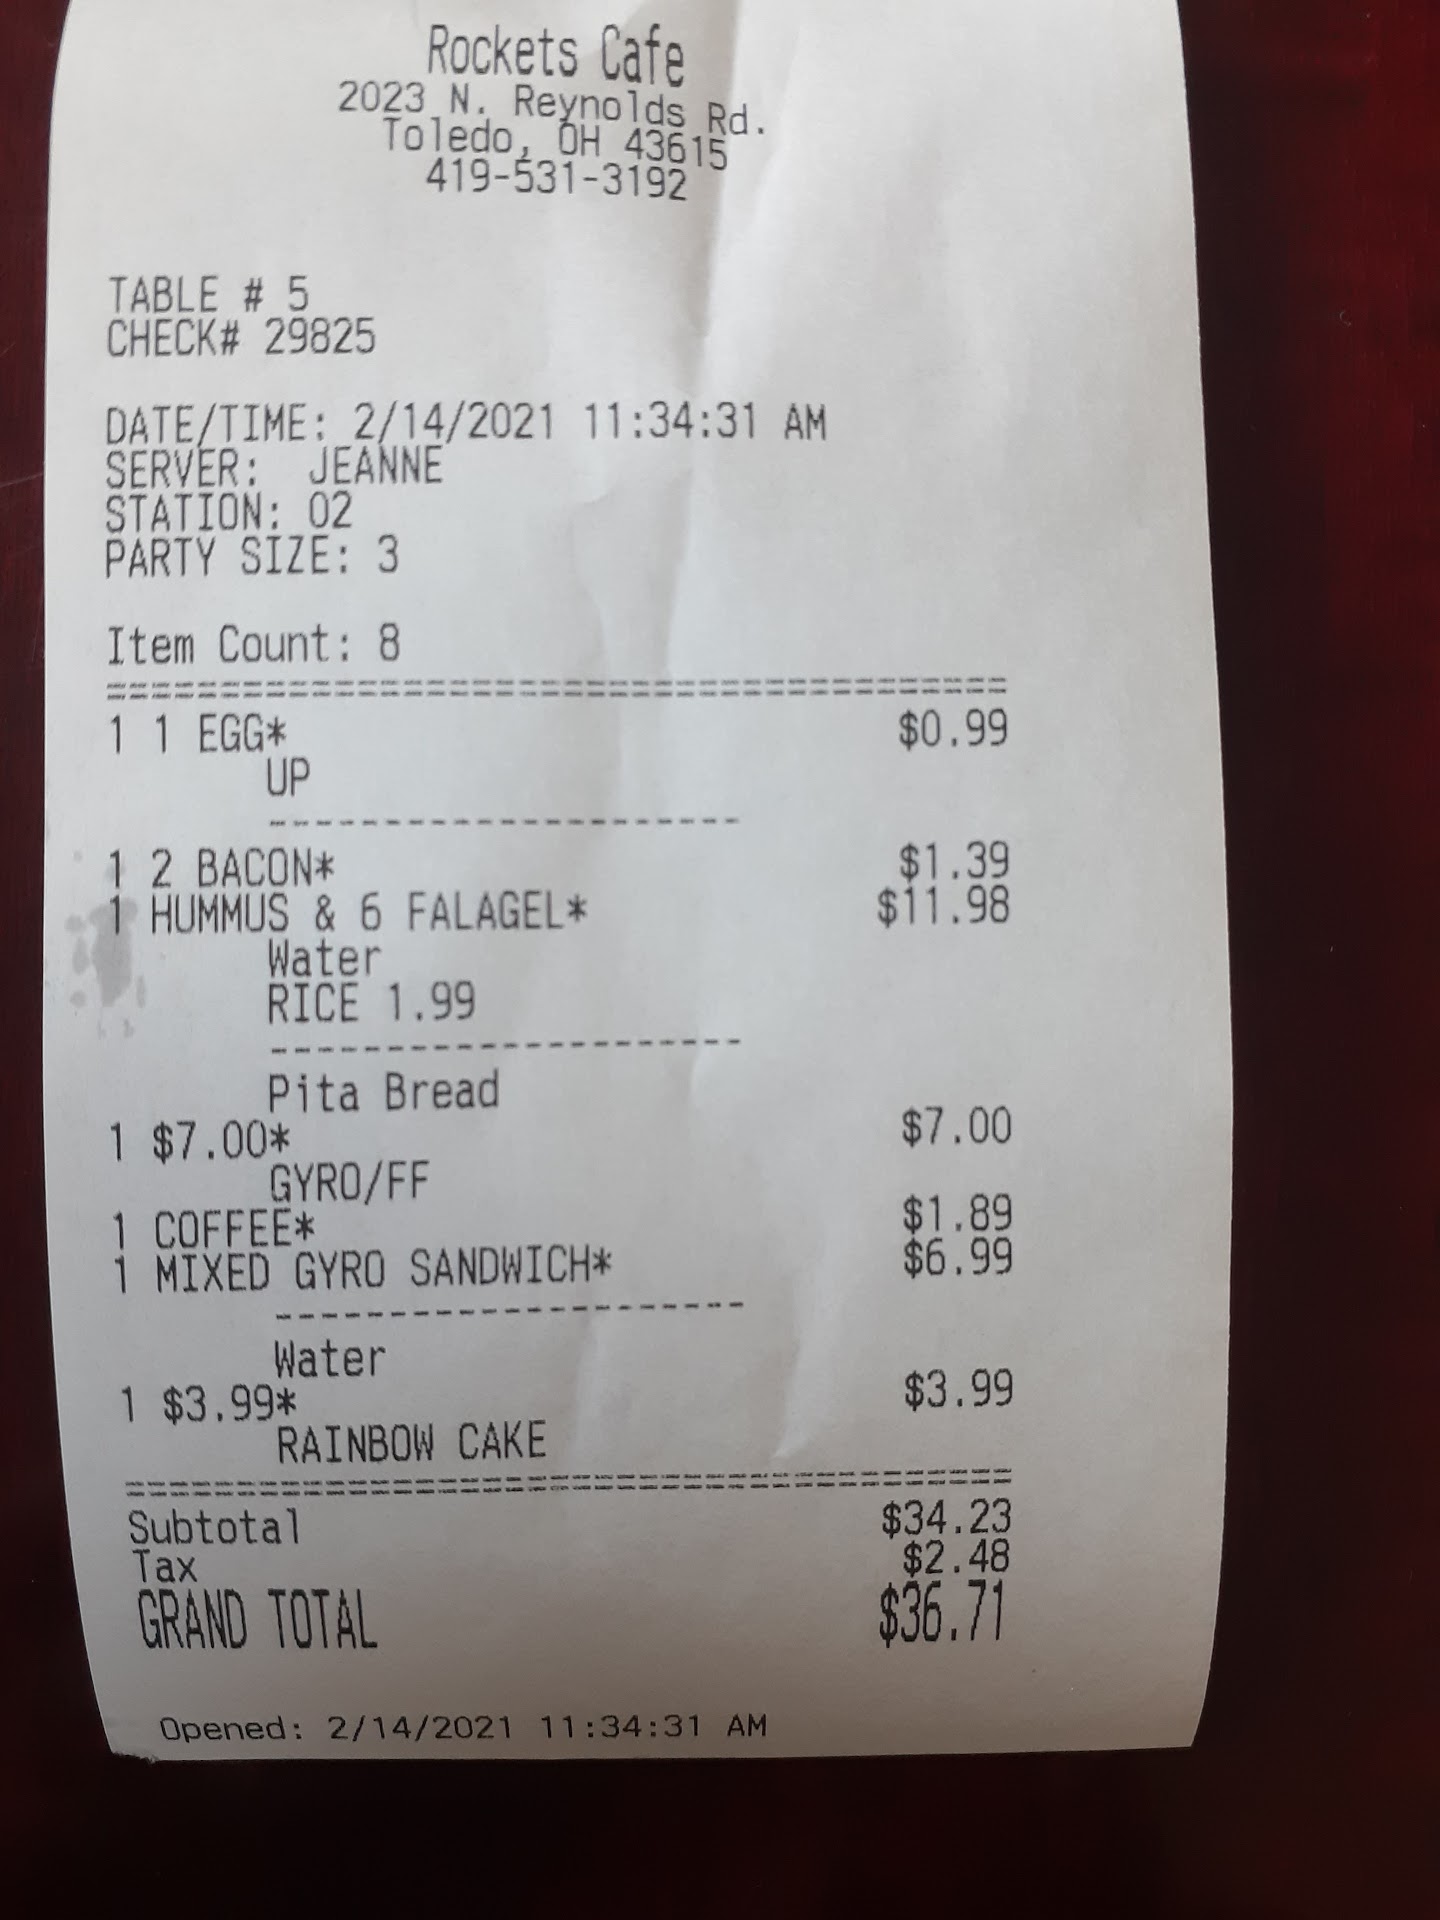 Rockets Cafe
2023 N. Reynolds Rd.
Toledo, OH 43615
419-531-3192
TABLE # 5
CHECK# 29825
DATE/TIME: 2/14/2021 11:34:31 AM
SERVER: JEANNE
STATION: 02
PARTY SIZE: 3
Item Count: 8
========================================
1 1 EGG* $0.99
UP
---------------------
1 2 BACON* $1.39
1 HUMMUS & 6 FALAGEL* $11.98
Water
RICE 1.99
---------------------
Pita Bread
1 $7.00* $7.00
GYRO/FF
1 COFFEE* $1.89
1 MIXED GYRO SANDWICH* $6.99
---------------------
Water
1 $3.99* $3.99
RAINBOW CAKE
========================================
Subtotal $34.23
Tax $2.48
GRAND TOTAL $36.71
Opened: 2/14/2021 11:34:31 AM